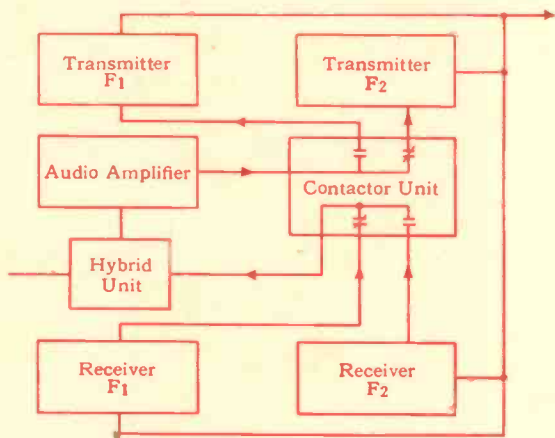 Transmitter
F1
Transmitter
F2
Audio Amplifier
Contactor Unit
Hybrid
Unit
Receiver
F1
Receiver
F2